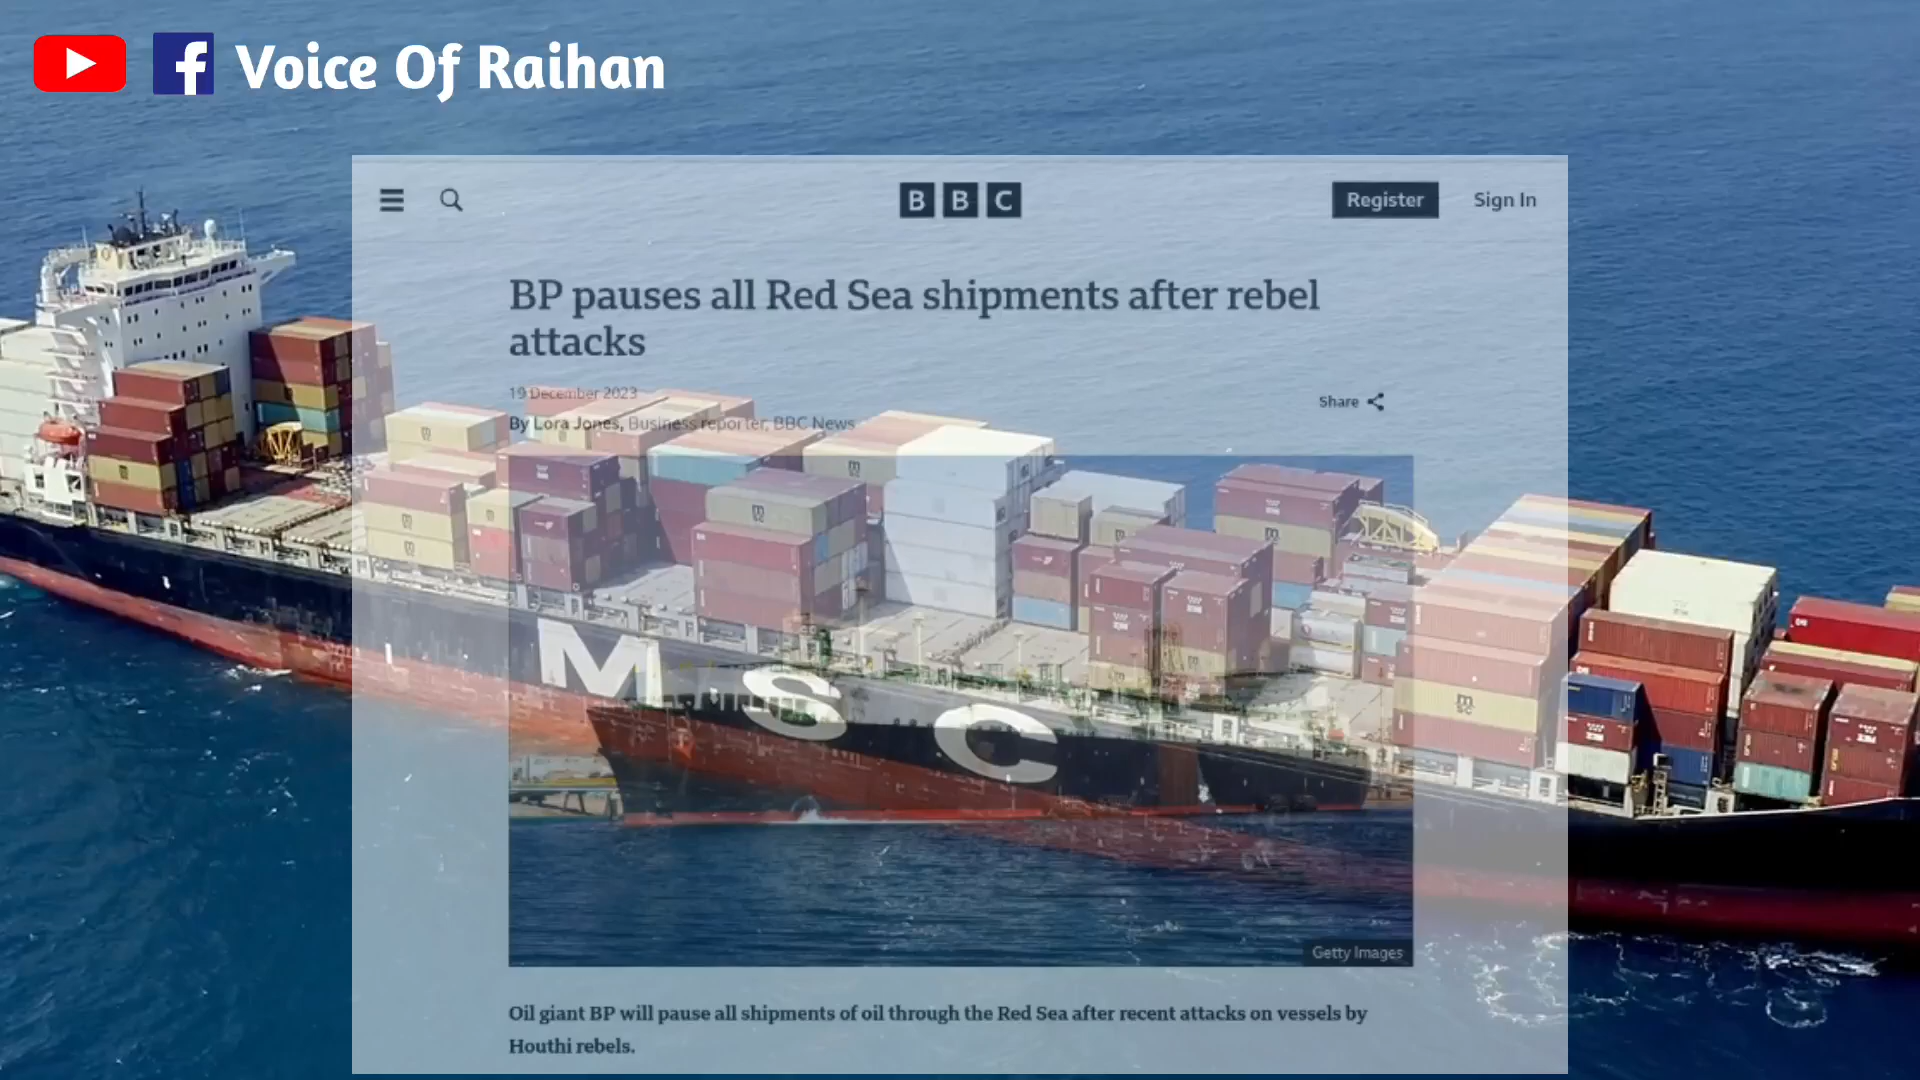 Voice Of Raihan
BBC
Register
Sign In
BP pauses all Red Sea shipments after rebel
attacks
19 December 2023
Share
By Lora Jones, Business reporter, BBC News
M S C
Getty Images
Oil giant BP will pause all shipments of oil through the Red Sea after recent attacks on vessels by
Houthi rebels.